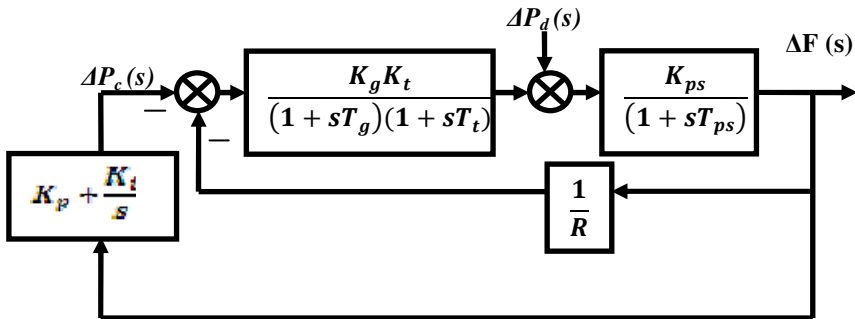 ΔP_d(s)
ΔF (s)
ΔP_c(s)
K_g K_t
(1 + sT_g)(1 + sT_t)
K_ps
(1 + sT_ps)
−
−
K_p + K_i
s
1
R